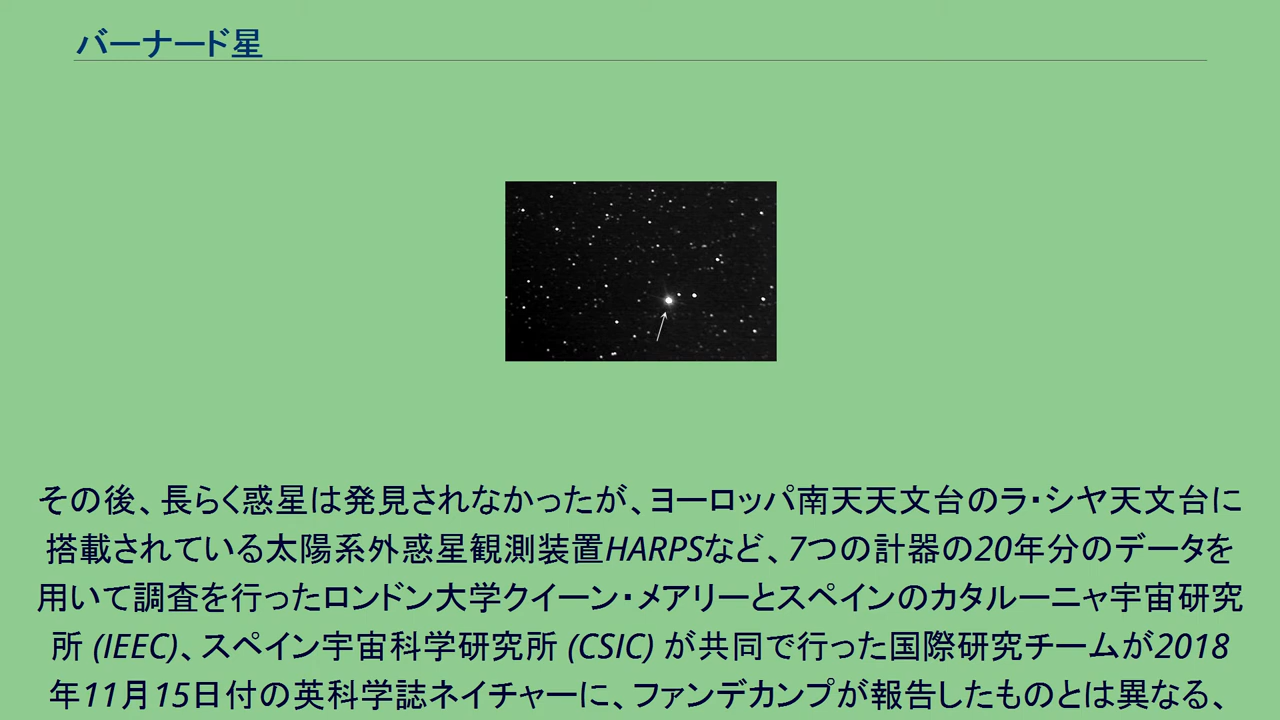 バーナード星
その後、長らく惑星は発見されなかったが、ヨーロッパ南天天文台のラ・シヤ天文台に
搭載されている太陽系外惑星観測装置HARPSなど、7つの計器の20年分のデータを
用いて調査を行ったロンドン大学クイーン・メアリーとスペインのカタルーニャ宇宙研究
所 (IEEC)、スペイン宇宙科学研究所 (CSIC) が共同で行った国際研究チームが2018
年11月15日付の英科学誌ネイチャーに、ファンデカンプが報告したものとは異なる、